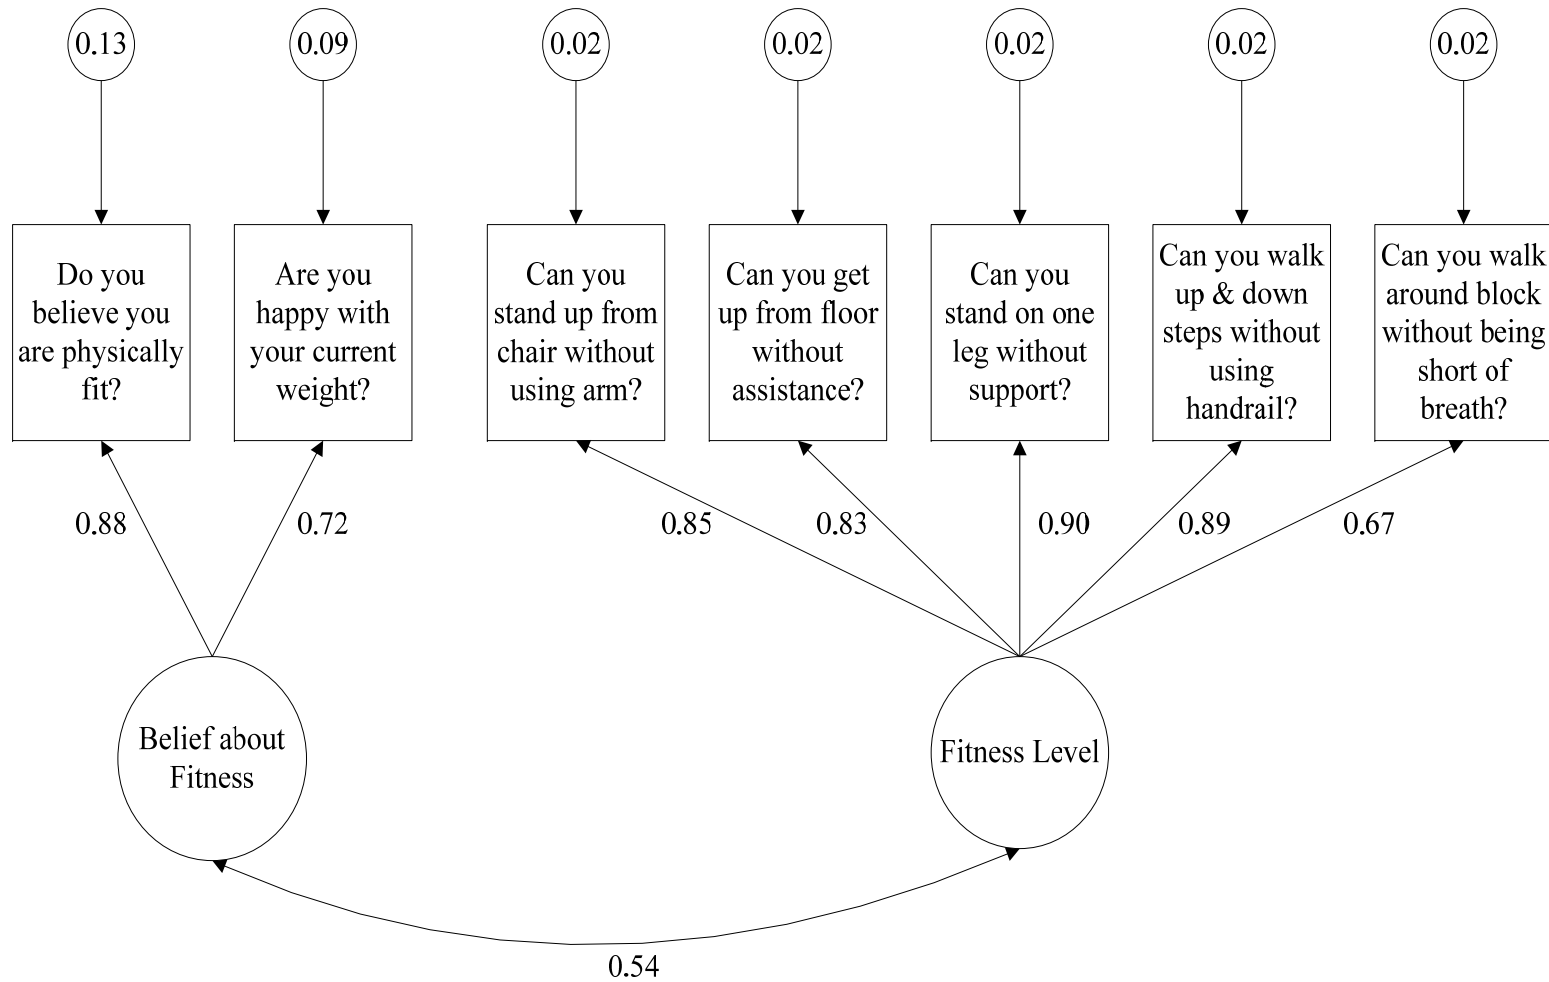 0.13
0.09
0.02
0.02
0.02
0.02
0.02
Do you
believe you
are physically
fit?
Are you
happy with
your current
weight?
Can you
stand up from
chair without
using arm?
Can you get
up from floor
without
assistance?
Can you
stand on one
leg without
support?
Can you walk
up & down
steps without
using
handrail?
Can you walk
around block
without being
short of
breath?
0.88
0.72
0.85
0.83
0.90
0.89
0.67
Belief about
Fitness
Fitness Level
0.54